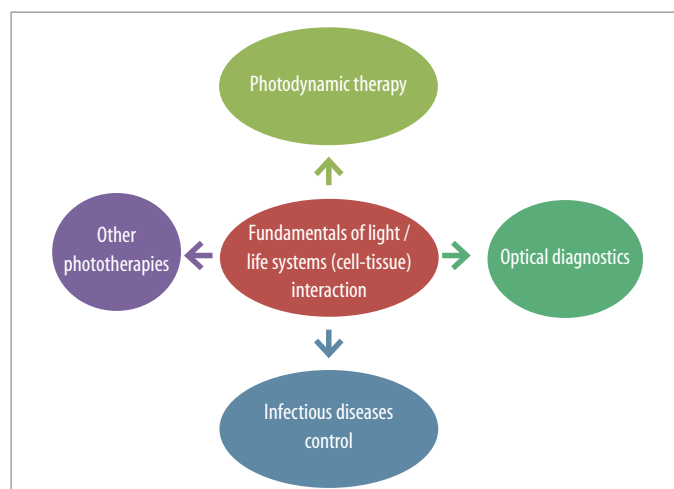 Photodynamic therapy
Other
phototherapies
Fundamentals of light /
life systems (cell-tissue)
interaction
Optical diagnostics
Infectious diseases
control